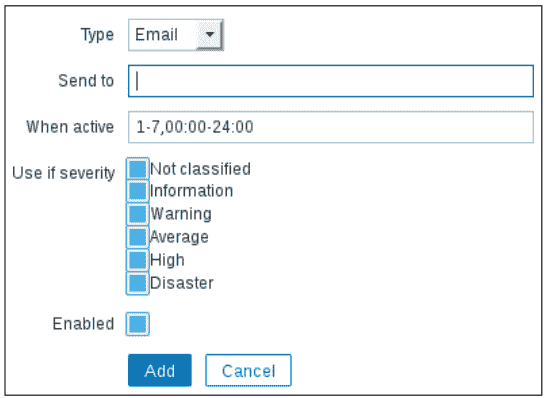 Type Email
Send to
When active 1-7,00:00-24:00
Use if severity Not classified
Information
Warning
Average
High
Disaster
Enabled
Add Cancel